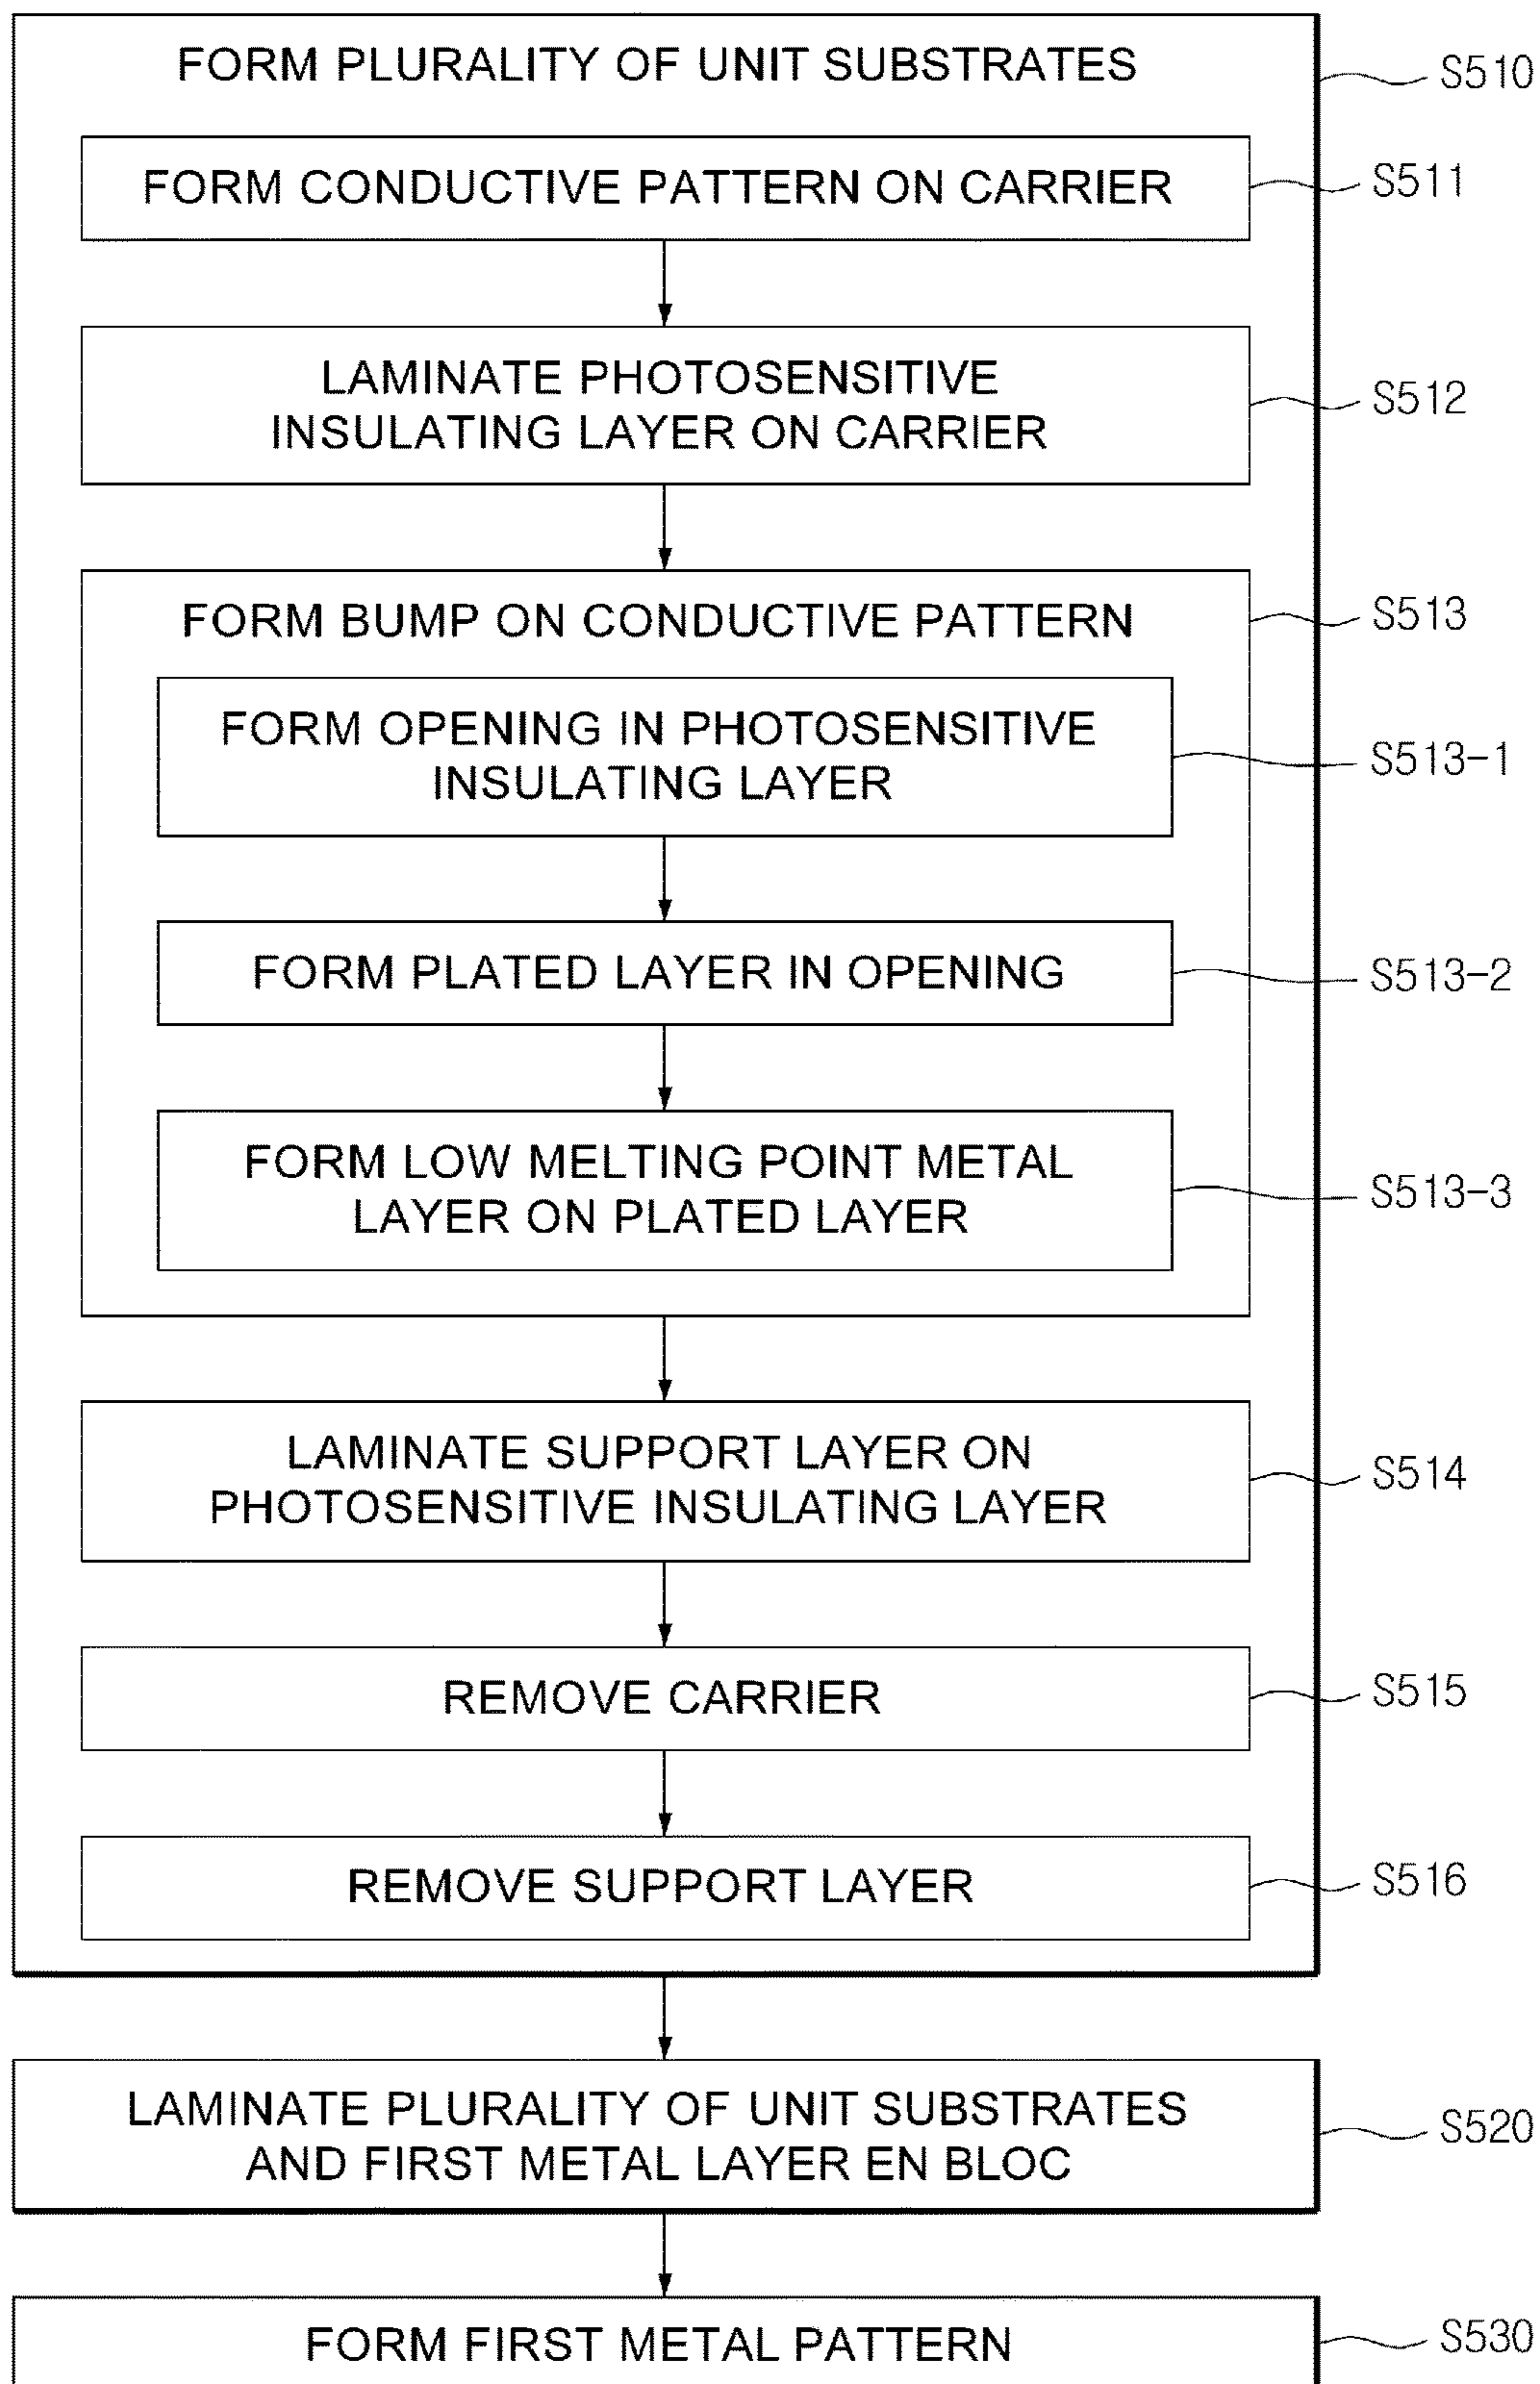 FORM PLURALITY OF UNIT SUBSTRATES
S510
FORM CONDUCTIVE PATTERN ON CARRIER
S511
LAMINATE PHOTOSENSITIVE
INSULATING LAYER ON CARRIER
S512
FORM BUMP ON CONDUCTIVE PATTERN
S513
FORM OPENING IN PHOTOSENSITIVE
INSULATING LAYER
S513-1
FORM PLATED LAYER IN OPENING
S513-2
FORM LOW MELTING POINT METAL
LAYER ON PLATED LAYER
S513-3
LAMINATE SUPPORT LAYER ON
PHOTOSENSITIVE INSULATING LAYER
S514
REMOVE CARRIER
S515
REMOVE SUPPORT LAYER
S516
LAMINATE PLURALITY OF UNIT SUBSTRATES
AND FIRST METAL LAYER EN BLOC
S520
FORM FIRST METAL PATTERN
S530